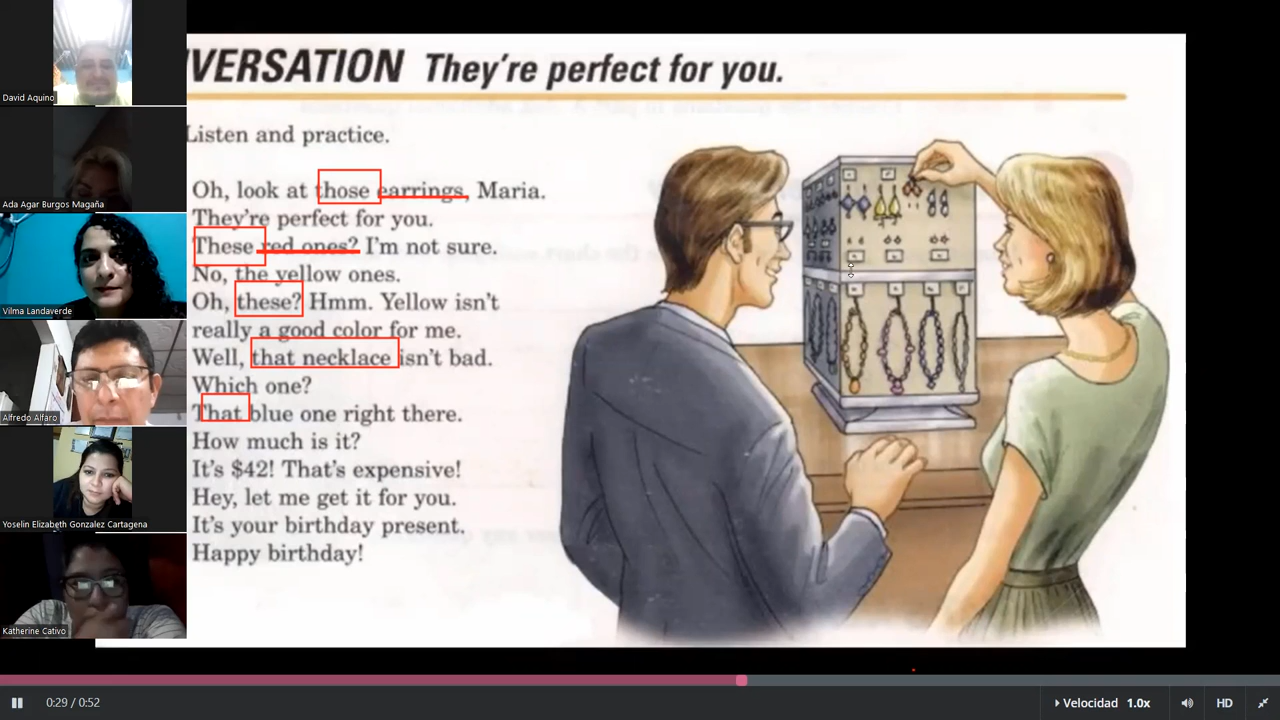 VERSATION They're perfect for you.
Listen and practice.
Oh, look at those earrings, Maria.
They're perfect for you.
These red ones? I'm not sure.
No, the yellow ones.
Oh, these? Hmm. Yellow isn't
really a good color for me.
Well, that necklace isn't bad.
Which one?
That blue one right there.
How much is it?
It's $42! That's expensive!
Hey, let me get it for you.
It's your birthday present.
Happy birthday!
David Aquino
Ada Agar Burgos Magaña
Vilma Landaverde
Alfredo Alfaro
Yoselin Elizabeth Gonzalez Cartagena
Katherine Cativo
0:29 / 0:52
Velocidad 1.0x
HD